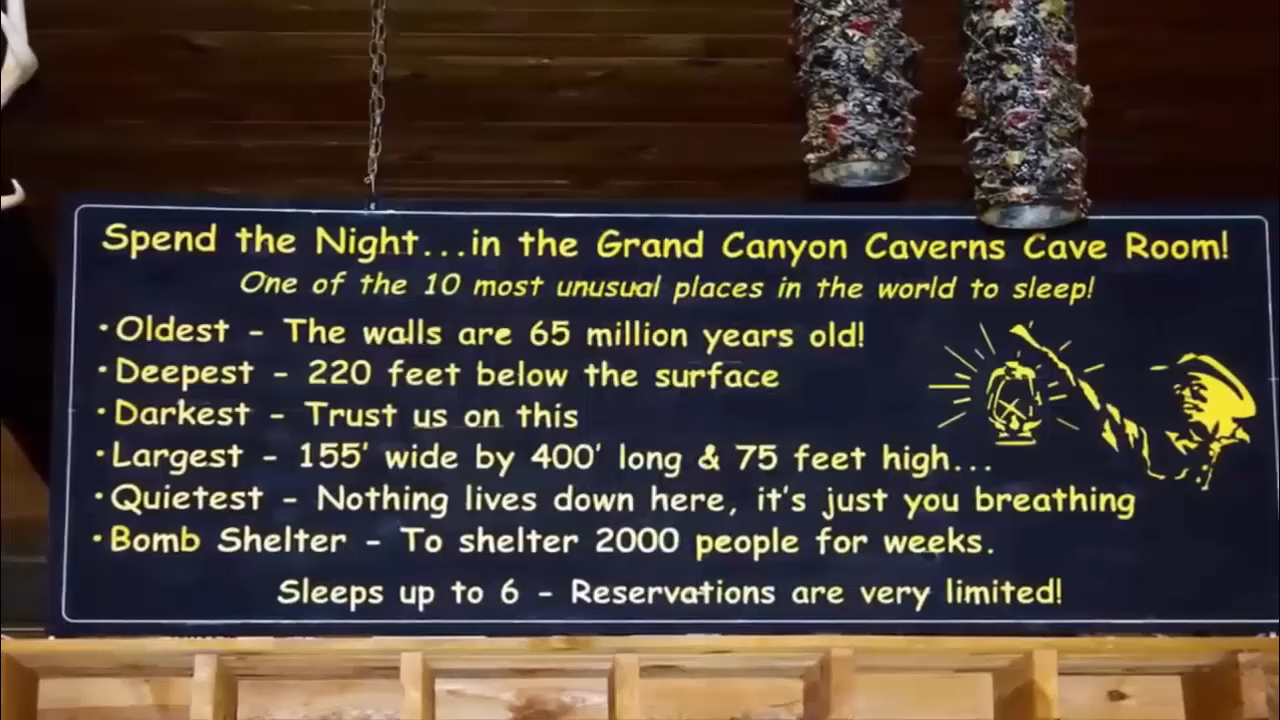 Spend the Night...in the Grand Canyon Caverns Cave Room!
One of the 10 most unusual places in the world to sleep!
• Oldest - The walls are 65 million years old!
• Deepest - 220 feet below the surface
• Darkest - Trust us on this
• Largest - 155' wide by 400' long & 75 feet high...
• Quietest - Nothing lives down here, it's just you breathing
• Bomb Shelter - To shelter 2000 people for weeks.
Sleeps up to 6 - Reservations are very limited!